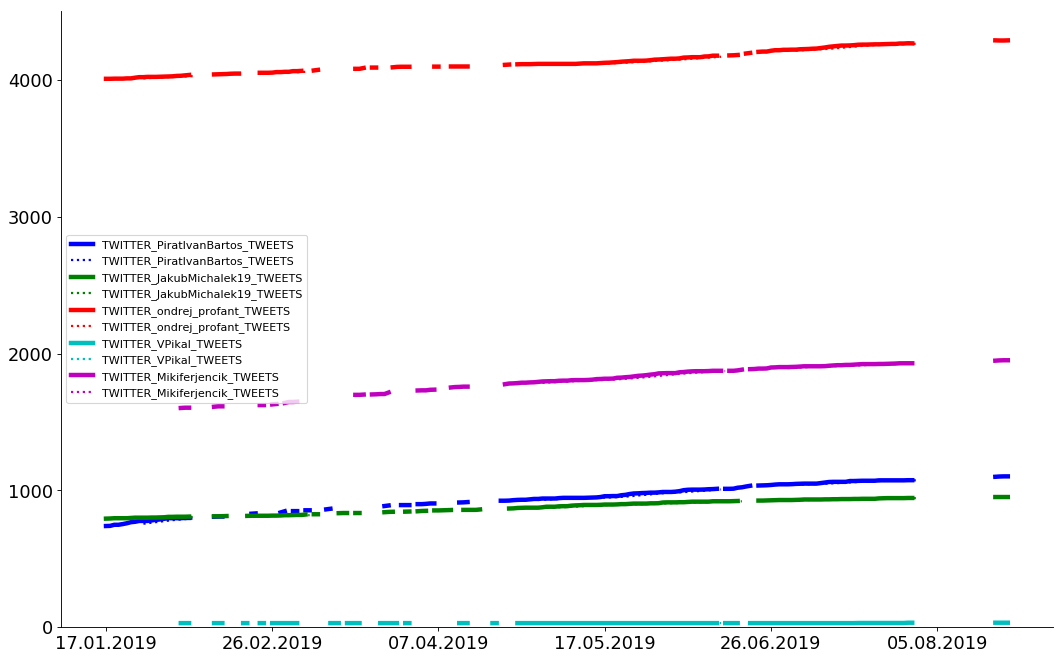 4000
3000
2000
1000
0
TWITTER_PiratIvanBartos_TWEETS
TWITTER_PiratIvanBartos_TWEETS
TWITTER_JakubMichalek19_TWEETS
TWITTER_JakubMichalek19_TWEETS
TWITTER_ondrej_profant_TWEETS
TWITTER_ondrej_profant_TWEETS
TWITTER_VPikal_TWEETS
TWITTER_VPikal_TWEETS
TWITTER_Mikiferjencik_TWEETS
TWITTER_Mikiferjencik_TWEETS
17.01.2019 26.02.2019 07.04.2019 17.05.2019 26.06.2019 05.08.2019